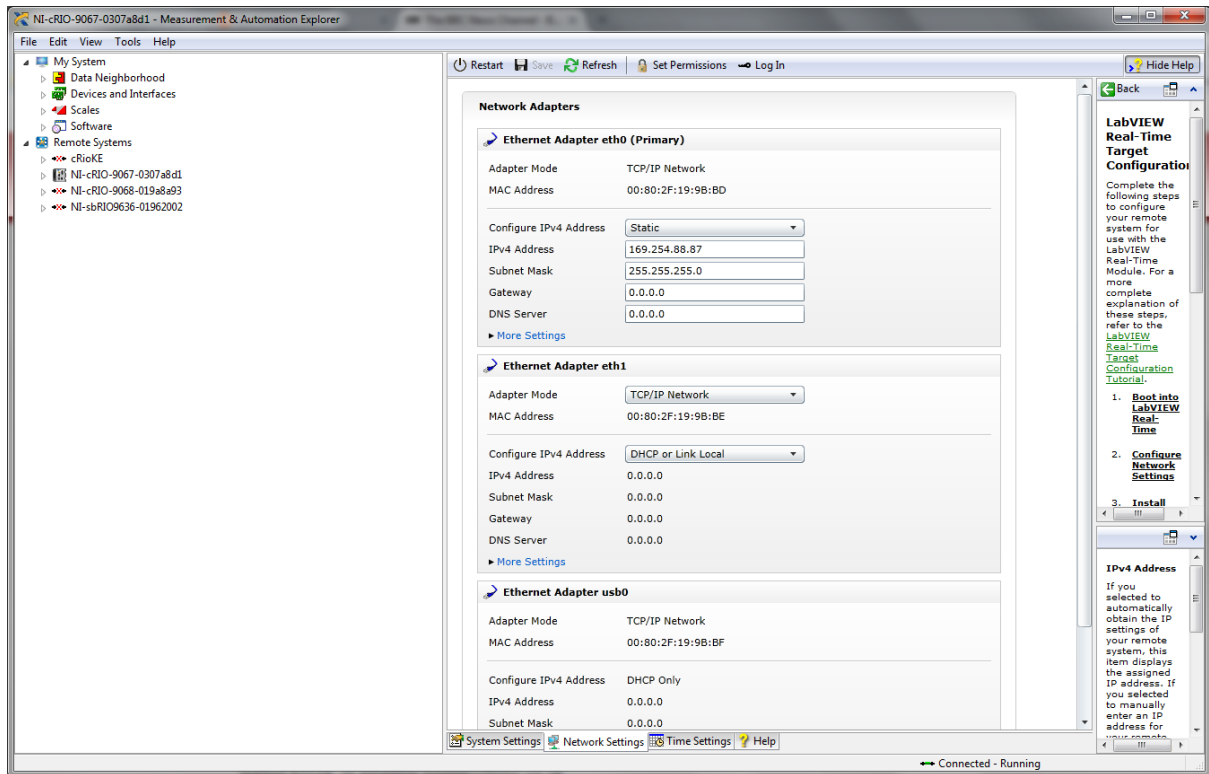 NI-cRIO-9067-0307a8d1 - Measurement & Automation Explorer
File Edit View Tools Help
My System
Data Neighborhood
Devices and Interfaces
Scales
Software
Remote Systems
cRioKE
NI-cRIO-9067-0307a8d1
NI-cRIO-9068-019a8a93
NI-sbRIO9636-01962002
Restart Save Refresh Set Permissions Log In
Hide Help
Network Adapters
Ethernet Adapter eth0 (Primary)
Adapter Mode TCP/IP Network
MAC Address 00:80:2F:19:9B:BD
Configure IPv4 Address Static
IPv4 Address 169.254.88.87
Subnet Mask 255.255.255.0
Gateway 0.0.0.0
DNS Server 0.0.0.0
More Settings
Ethernet Adapter eth1
Adapter Mode TCP/IP Network
MAC Address 00:80:2F:19:9B:BE
Configure IPv4 Address DHCP or Link Local
IPv4 Address 0.0.0.0
Subnet Mask 0.0.0.0
Gateway 0.0.0.0
DNS Server 0.0.0.0
More Settings
Ethernet Adapter usb0
Adapter Mode TCP/IP Network
MAC Address 00:80:2F:19:9B:BF
Configure IPv4 Address DHCP Only
IPv4 Address 0.0.0.0
Subnet Mask 0.0.0.0
System Settings Network Settings Time Settings Help
Back
LabVIEW
Real-Time
Target
Configuration
Complete the
following steps
to configure
your remote
system for
use with the
LabVIEW
Real-Time
Module. For a
more
complete
explanation of
these steps,
refer to the
LabVIEW
Real-Time
Target
Configuration
Tutorial.
1. Boot into
LabVIEW
Real-
Time
2. Configure
Network
Settings
3. Install
IPv4 Address
If you
selected to
automatically
obtain the IP
settings of
your remote
system, this
item displays
the assigned
IP address. If
you selected
to manually
enter an IP
address for
your remote
Connected - Running